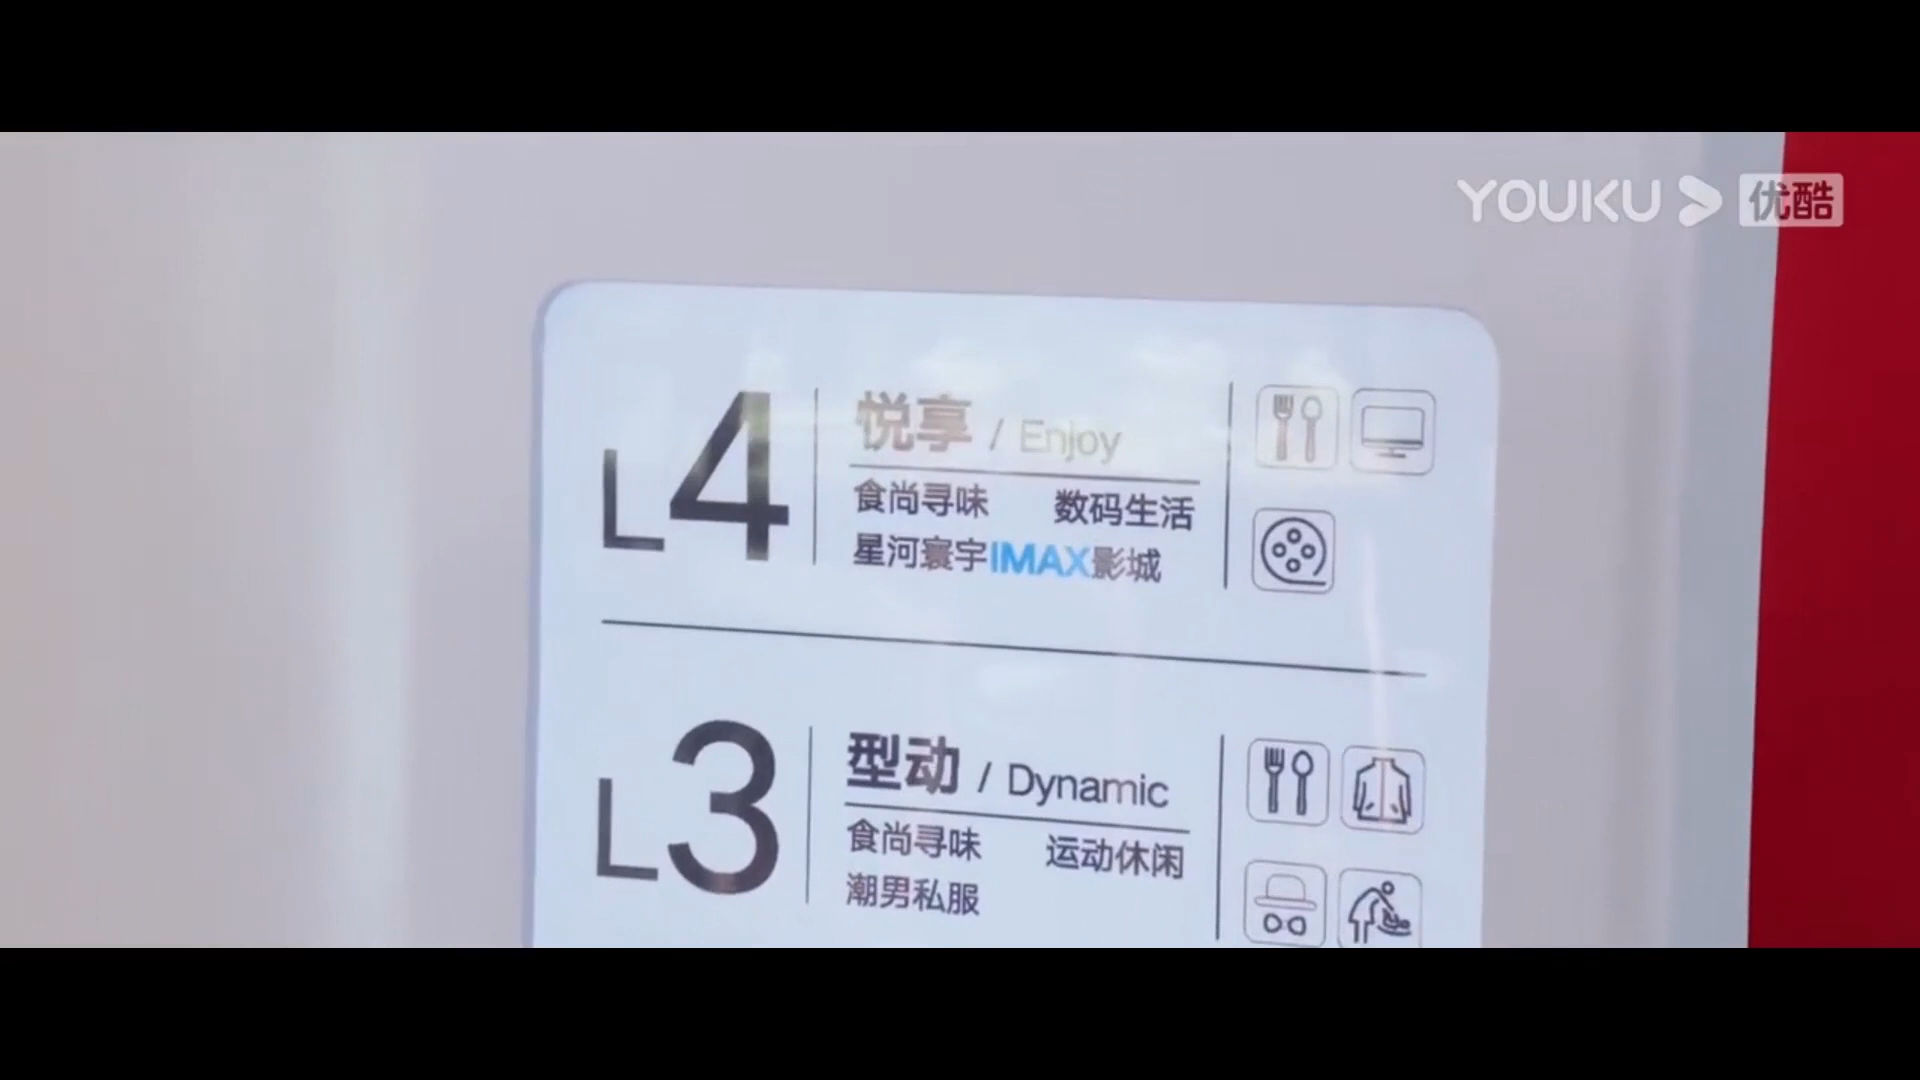 YOUKU 优酷
L4 悦享 / Enjoy
食尚寻味 数码生活
星河寰宇IMAX影城
L3 型动 / Dynamic
食尚寻味 运动休闲
潮男私服